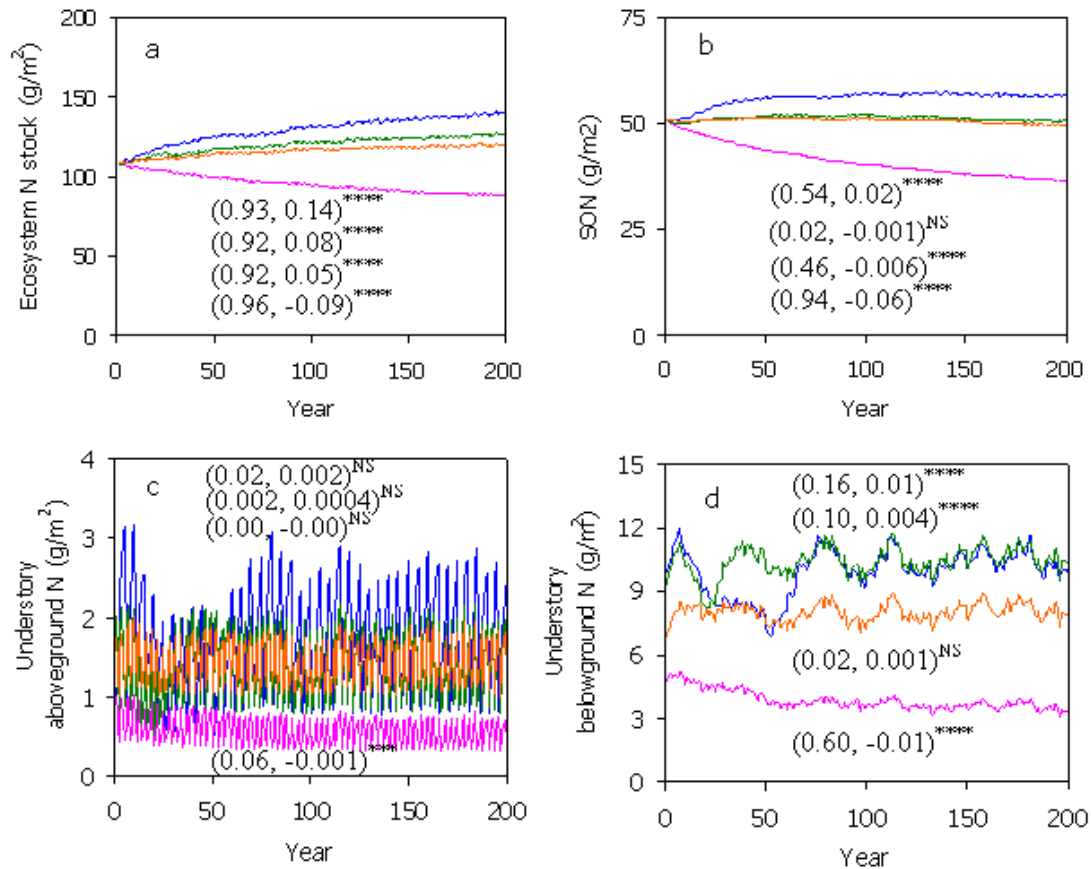 a
Ecosystem N stock (g/m²)
200
150
100
50
0
(0.93, 0.14)****
(0.92, 0.08)****
(0.92, 0.05)****
(0.96, -0.09)****
0 50 100 150 200
Year
b
SON (g/m2)
75
50
25
0
(0.54, 0.02)****
(0.02, -0.001)NS
(0.46, -0.006)****
(0.94, -0.06)****
0 50 100 150 200
Year
c
Understory
aboveground N (g/m²)
4
3
2
1
0
(0.02, 0.002)NS
(0.002, 0.0004)NS
(0.00, -0.00)NS
(0.06, -0.001)***
0 50 100 150 200
Year
d
Understory
belowground N (g/m²)
15
12
9
6
3
0
(0.16, 0.01)****
(0.10, 0.004)****
(0.02, 0.001)NS
(0.60, -0.01)****
0 50 100 150 200
Year